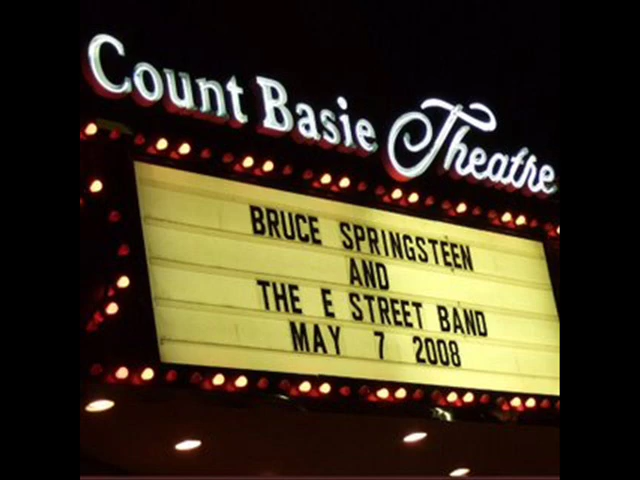 Count Basie Theatre
BRUCE SPRINGSTEEN
AND
THE E STREET BAND
MAY 7 2008